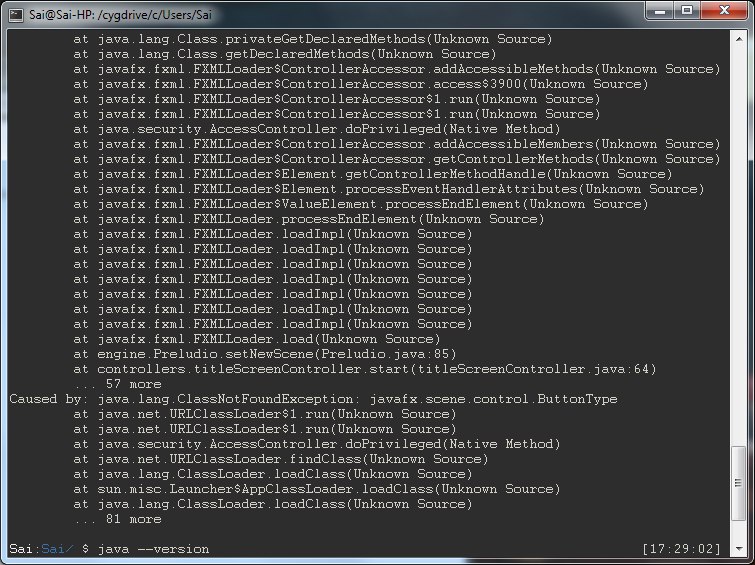 Sai@Sai-HP: /cygdrive/c/Users/Sai
at java.lang.Class.privateGetDeclaredMethods(Unknown Source)
at java.lang.Class.getDeclaredMethods(Unknown Source)
at javafx.fxml.FXMLLoader$ControllerAccessor.addAccessibleMethods(Unknown Source)
at javafx.fxml.FXMLLoader$ControllerAccessor.access$3900(Unknown Source)
at javafx.fxml.FXMLLoader$ControllerAccessor$1.run(Unknown Source)
at javafx.fxml.FXMLLoader$ControllerAccessor$1.run(Unknown Source)
at java.security.AccessController.doPrivileged(Native Method)
at javafx.fxml.FXMLLoader$ControllerAccessor.addAccessibleMembers(Unknown Source)
at javafx.fxml.FXMLLoader$ControllerAccessor.getControllerMethods(Unknown Source)
at javafx.fxml.FXMLLoader$Element.getControllerMethodHandle(Unknown Source)
at javafx.fxml.FXMLLoader$Element.processEventHandlerAttributes(Unknown Source)
at javafx.fxml.FXMLLoader$ValueElement.processEndElement(Unknown Source)
at javafx.fxml.FXMLLoader.processEndElement(Unknown Source)
at javafx.fxml.FXMLLoader.loadImpl(Unknown Source)
at javafx.fxml.FXMLLoader.loadImpl(Unknown Source)
at javafx.fxml.FXMLLoader.loadImpl(Unknown Source)
at javafx.fxml.FXMLLoader.loadImpl(Unknown Source)
at javafx.fxml.FXMLLoader.loadImpl(Unknown Source)
at javafx.fxml.FXMLLoader.loadImpl(Unknown Source)
at javafx.fxml.FXMLLoader.loadImpl(Unknown Source)
at javafx.fxml.FXMLLoader.load(Unknown Source)
at engine.Preludio.setNewScene(Preludio.java:85)
at controllers.titleScreenController.start(titleScreenController.java:64)
... 57 more
Caused by: java.lang.ClassNotFoundException: javafx.scene.control.ButtonType
at java.net.URLClassLoader$1.run(Unknown Source)
at java.net.URLClassLoader$1.run(Unknown Source)
at java.security.AccessController.doPrivileged(Native Method)
at java.net.URLClassLoader.findClass(Unknown Source)
at java.lang.ClassLoader.loadClass(Unknown Source)
at sun.misc.Launcher$AppClassLoader.loadClass(Unknown Source)
at java.lang.ClassLoader.loadClass(Unknown Source)
... 81 more
Sai:Sai/ $ java --version [17:29:02]